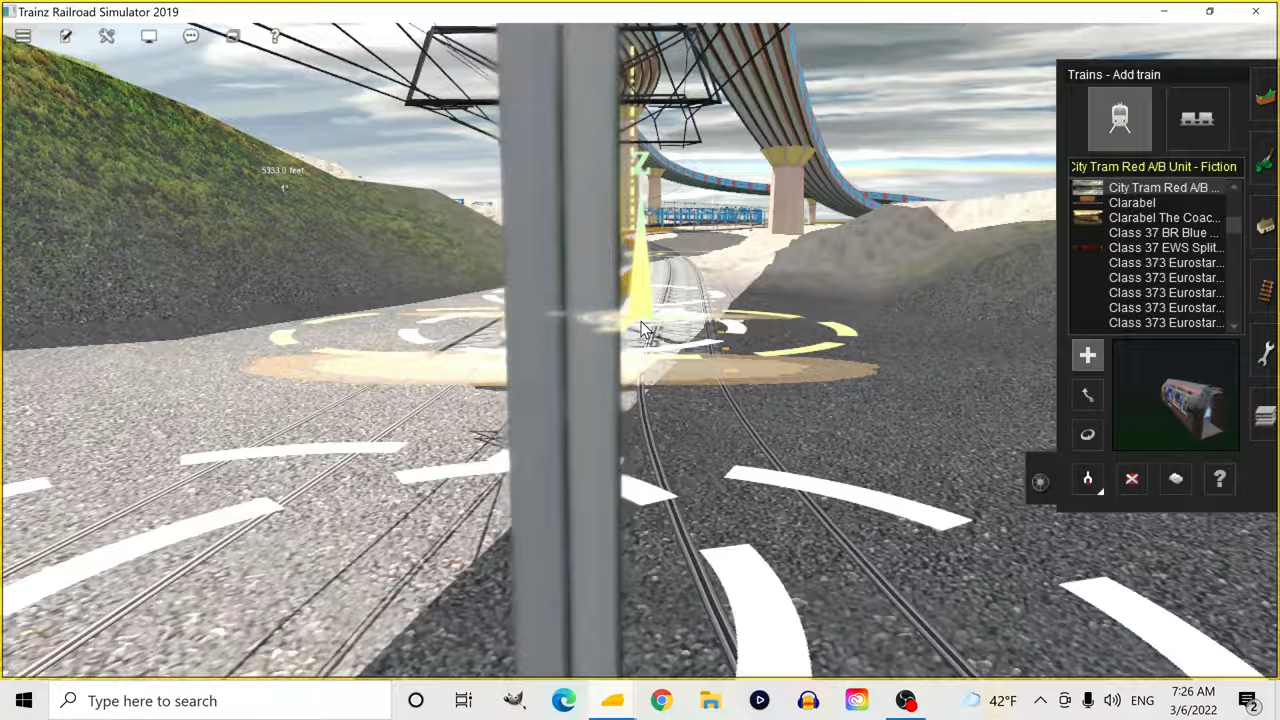 Trainz Railroad Simulator 2019
Trains - Add train
City Tram Red A/B Unit - Fiction
City Tram Red A/B ...
Clarabel
Clarabel The Coac...
Class 37 BR Blue ...
Class 37 EWS Split...
Class 373 Eurostar...
Class 373 Eurostar...
Class 373 Eurostar...
Class 373 Eurostar...
Class 373 Eurostar...
5333.0 feet
1°
Z
Type here to search
42°F
ENG
7:26 AM
3/6/2022
2